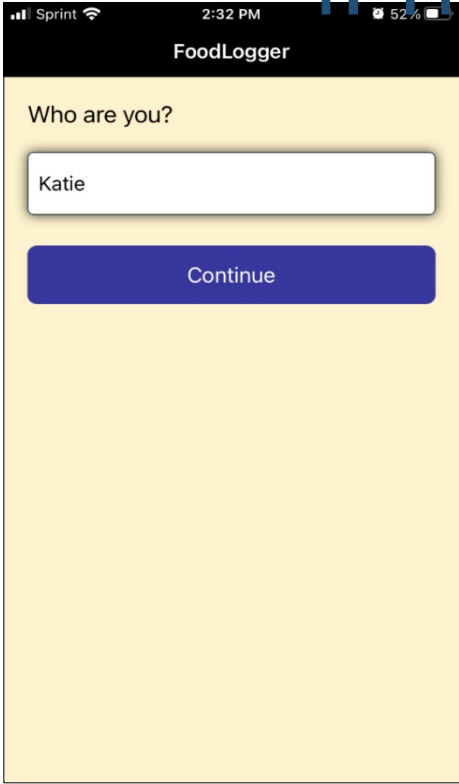 Sprint 2:32 PM 52%
FoodLogger
Who are you?
Katie
Continue